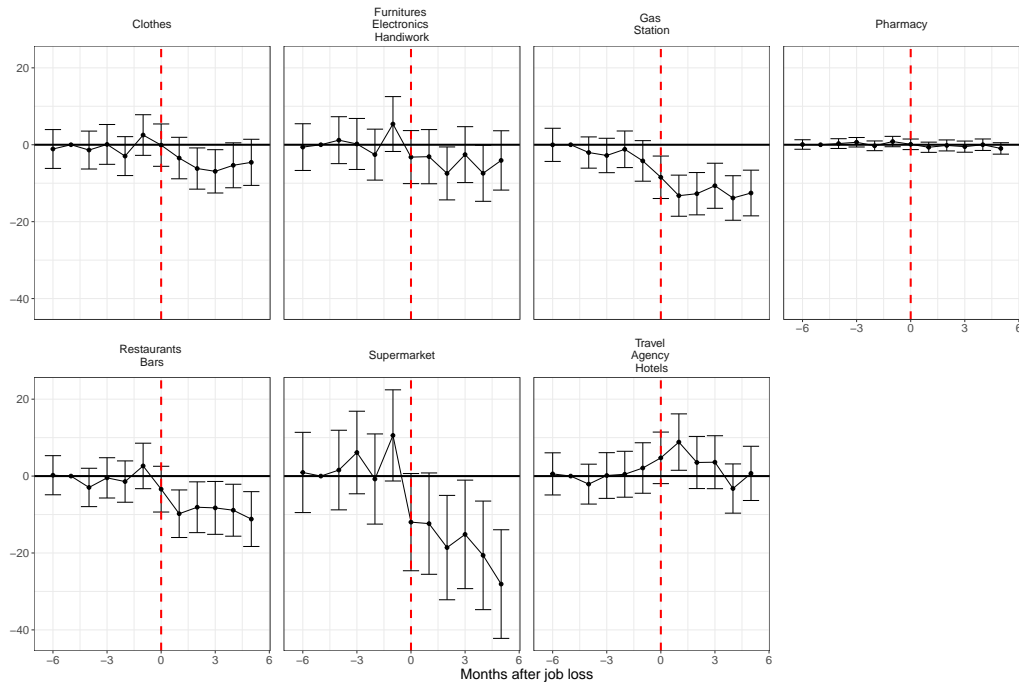 Clothes
Furnitures
Electronics
Handiwork
Gas
Station
Pharmacy
20
0
−20
−40
−6 −3 0 3 6
Restaurants
Bars
Supermarket
Travel
Agency
Hotels
20
0
−20
−40
−6 −3 0 3 6
−6 −3 0 3 6
−6 −3 0 3 6
Months after job loss